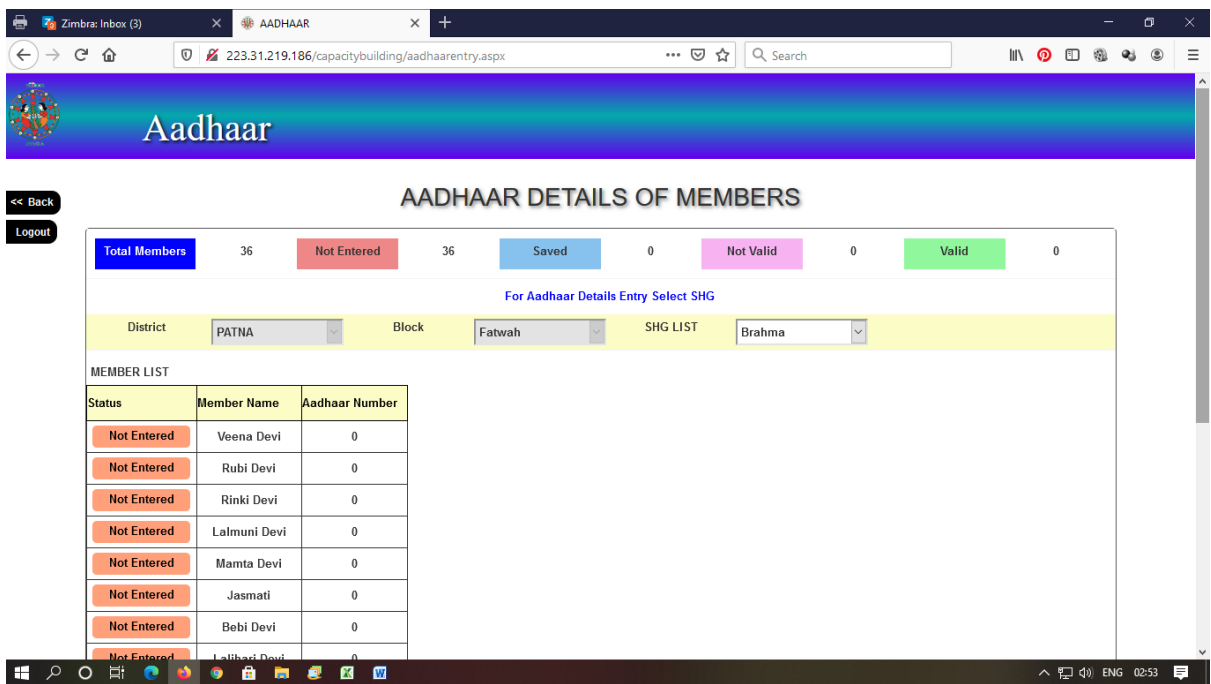 Zimbra: Inbox (3)
AADHAAR
223.31.219.186/capacitybuilding/aadhaarentry.aspx
Search
Aadhaar
<< Back
Logout
AADHAAR DETAILS OF MEMBERS
Total Members 36 Not Entered 36 Saved 0 Not Valid 0 Valid 0
For Aadhaar Details Entry Select SHG
District PATNA Block Fatwah SHG LIST Brahma
MEMBER LIST
Status Member Name Aadhaar Number
Not Entered Veena Devi 0
Not Entered Rubi Devi 0
Not Entered Rinki Devi 0
Not Entered Lalmuni Devi 0
Not Entered Mamta Devi 0
Not Entered Jasmati 0
Not Entered Bebi Devi 0
Not Entered Devi 0
ENG 02:53